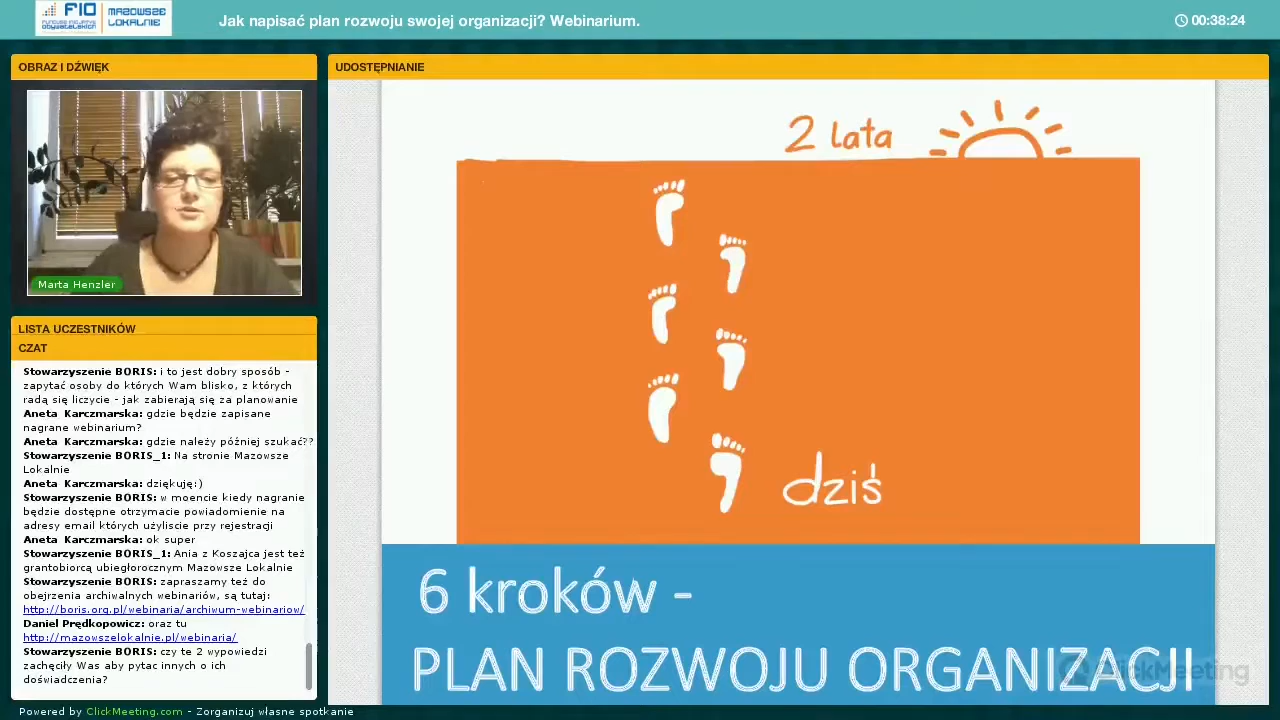 FIO
fundusz inicjatyw
obywatelskich
MAZOWSZE
LOKALNIE
Jak napisać plan rozwoju swojej organizacji? Webinarium.
00:38:24
OBRAZ I DŹWIĘK
Marta Henzler
LISTA UCZESTNIKÓW
CZAT
Stowarzyszenie BORIS: i to jest dobry sposób -
zapytać osoby do których Wam blisko, z których
radą się liczycie - jak zabierają się za planowanie
Aneta Karczmarska: gdzie będzie zapisane
nagrane webinarium?
Aneta Karczmarska: gdzie należy później szukać??
Stowarzyszenie BORIS_1: Na stronie Mazowsze
Lokalnie
Aneta Karczmarska: dziękuję:)
Stowarzyszenie BORIS: w moencie kiedy nagranie
będzie dostępe otrzymacie powiadomienie na
adresy email których użyliscie przy rejestracji
Aneta Karczmarska: ok super
Stowarzyszenie BORIS_1: Ania z Koszajca jest też
grantobiorcą ubiegłorocznym Mazowsze Lokalnie
Stowarzyszenie BORIS: zapraszamy też do
obejrzenia archiwalnych webinariów, są tutaj:
http://boris.org.pl/webinaria/archiwum-webinariow/
Daniel Prędkopowicz: oraz tu
http://mazowszelokalnie.pl/webinaria/
Stowarzyszenie BORIS: czy te 2 wypowiedzi
zachęciły Was aby pytac innych o ich
doświadczenia?
UDOSTĘPNIANIE
2 lata
dziś
6 kroków -
PLAN ROZWOJU ORGANIZACJI
ClickMeeting
Powered by ClickMeeting.com - Zorganizuj własne spotkanie